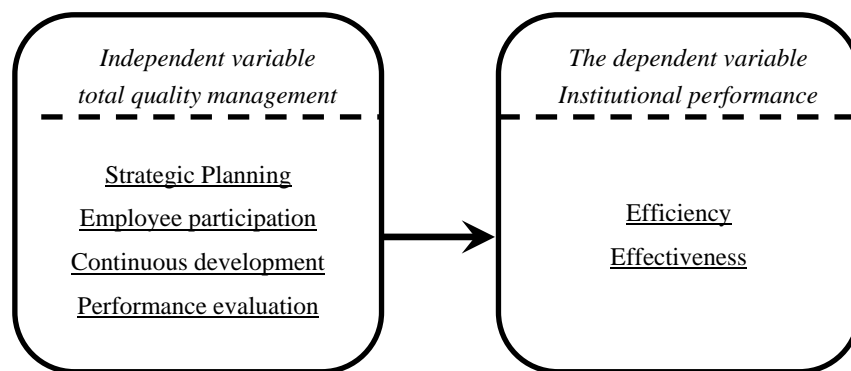 Independent variable
total quality management
Strategic Planning
Employee participation
Continuous development
Performance evaluation
The dependent variable
Institutional performance
Efficiency
Effectiveness